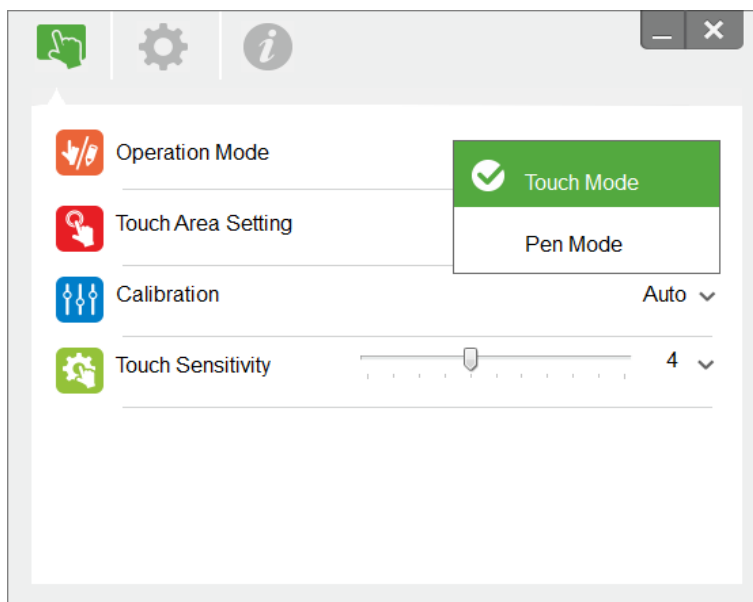 Operation Mode
Touch Mode
Touch Area Setting
Pen Mode
Calibration
Auto
Touch Sensitivity
4